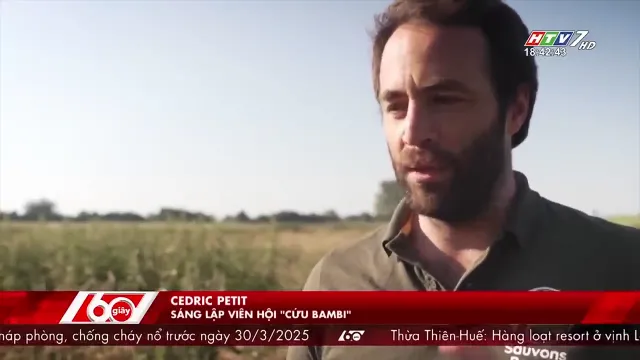 HTV7 HD
18:42:43
CEDRIC PETIT
60 giây
SÁNG LẬP VIÊN HỘI "CỨU BAMBI"
Sauvons
háp phòng, chống cháy nổ trước ngày 30/3/2025 60 Thừa Thiên-Huế: Hàng loạt resort ở vịnh L